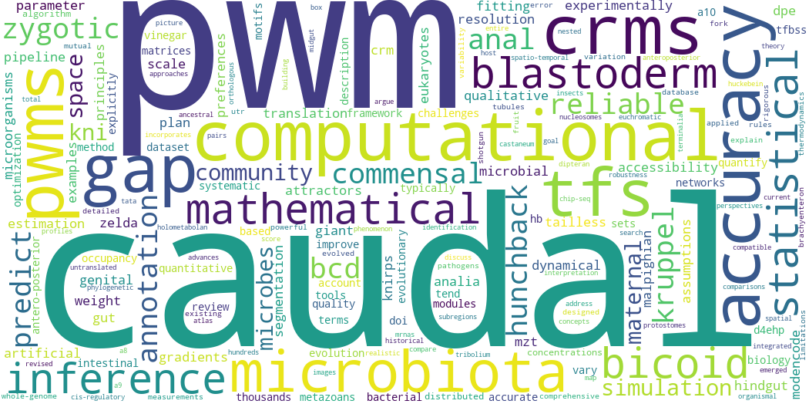 parameter
zygotic
pipeline
microorganisms
optimization
algorithm
pwms
total
principles
examples
method
space
scale
matrices
picture
vinegar
mutual
kni
explicitly
dataset
plan
challenges
preferences
description
translation
framework
eukaryotes
motifs
box
midgut
approaches
entire
orthologous
building
utr
pwm
anal
crm
fitting
resolution
qualitative
variability
host
spatio-temporal
variation
nested
experimentally
crms
error
fork
a10
dpe
tfbss
theory
anteroposterior
blastoderm
reliable
accuracy
statistical
huckebein
rigorous
thermodynamics
rules
applied
computational
gap
community
commensal
mathematical
attractors
systematic
typically
microbial
tfs
ancestral
pairs
argue
incorporates
shotgun
fruit
castaneum
goal
tubules
insects
nucleosomes
dipteran
chip-seq
database
euchromatic
terminalia
explain
accessibility
quantify
networks
perspectives
current
compatible
brachyenteron
comparisons
estimation
tata
detailed
zelda
caudal
predict
antero-posterior
annotation
genital
weight
gut
artificial
intestinal
occupancy
profiles
phylogenetic
untranslated
holometabolan
based
advances
quantitative
review
existing
atlas
microbes
segmentation
gradients
bcd
account
tools
quality
terms
giant
improve
knirps
score
evolved
powerful
phenomenon
distinct
pathogens
evolutionary
identification
interpretation
analia
tend
modules
doi
hunchback
hb
dynamical
mzt
maternal
malpighian
tailless
sets
kruppel
assumptions
search
robustness
d4ehp
address
designed
concepts
biology
integrated
emerged
spatial
protostomes
modencode
limitations
organismal
hindgut
inference
revised
a8
a9
whole-genome
cis-regulatory
measurements
thousands
hundreds
metazoans
images
bacterial
microbiota
evolution
realistic
compare
tribolium
distributed
mrnas
historical
accurate
subregions
vary
concentrations
comprehensive
bicoid
simulation
map